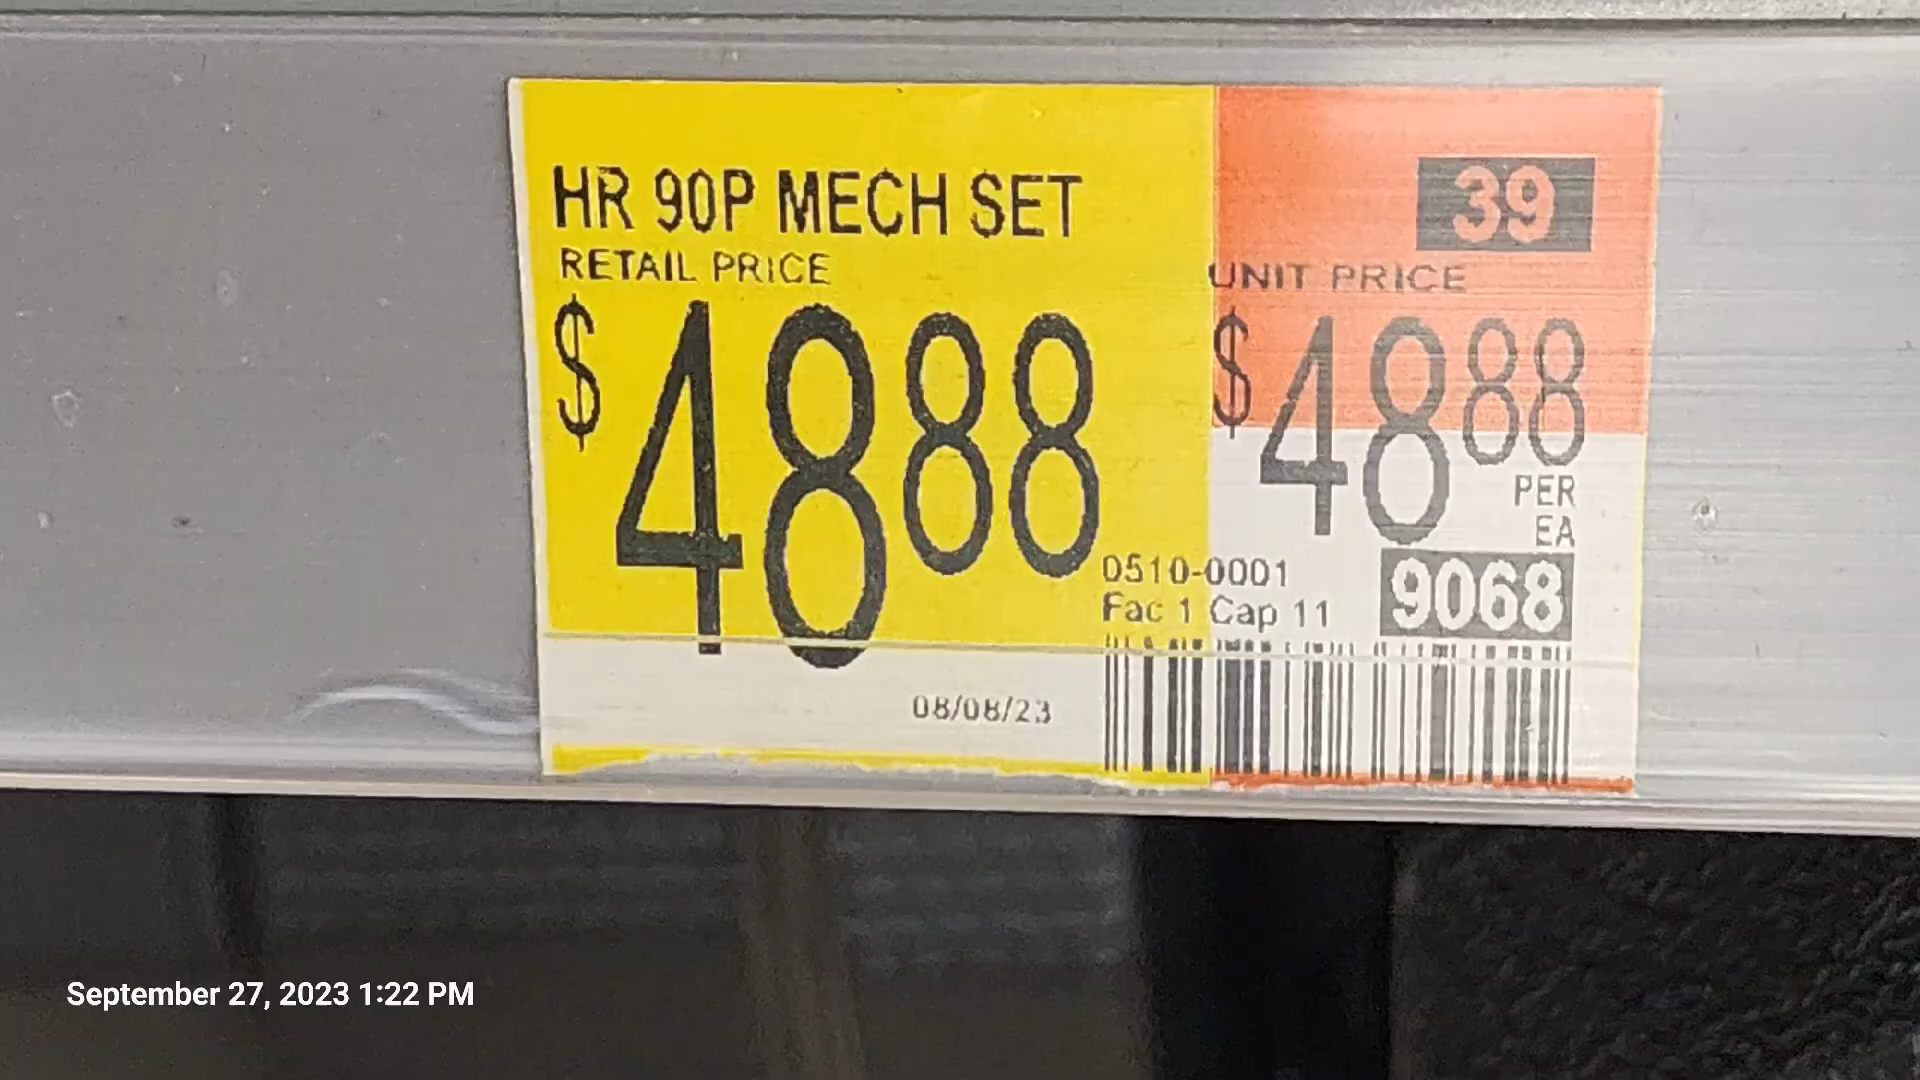 HR 90P MECH SET
39
RETAIL PRICE
UNIT PRICE
$4888
$4888
PER
EA
0510-0001
Fac 1 Cap 11
9068
08/08/23
September 27, 2023 1:22 PM